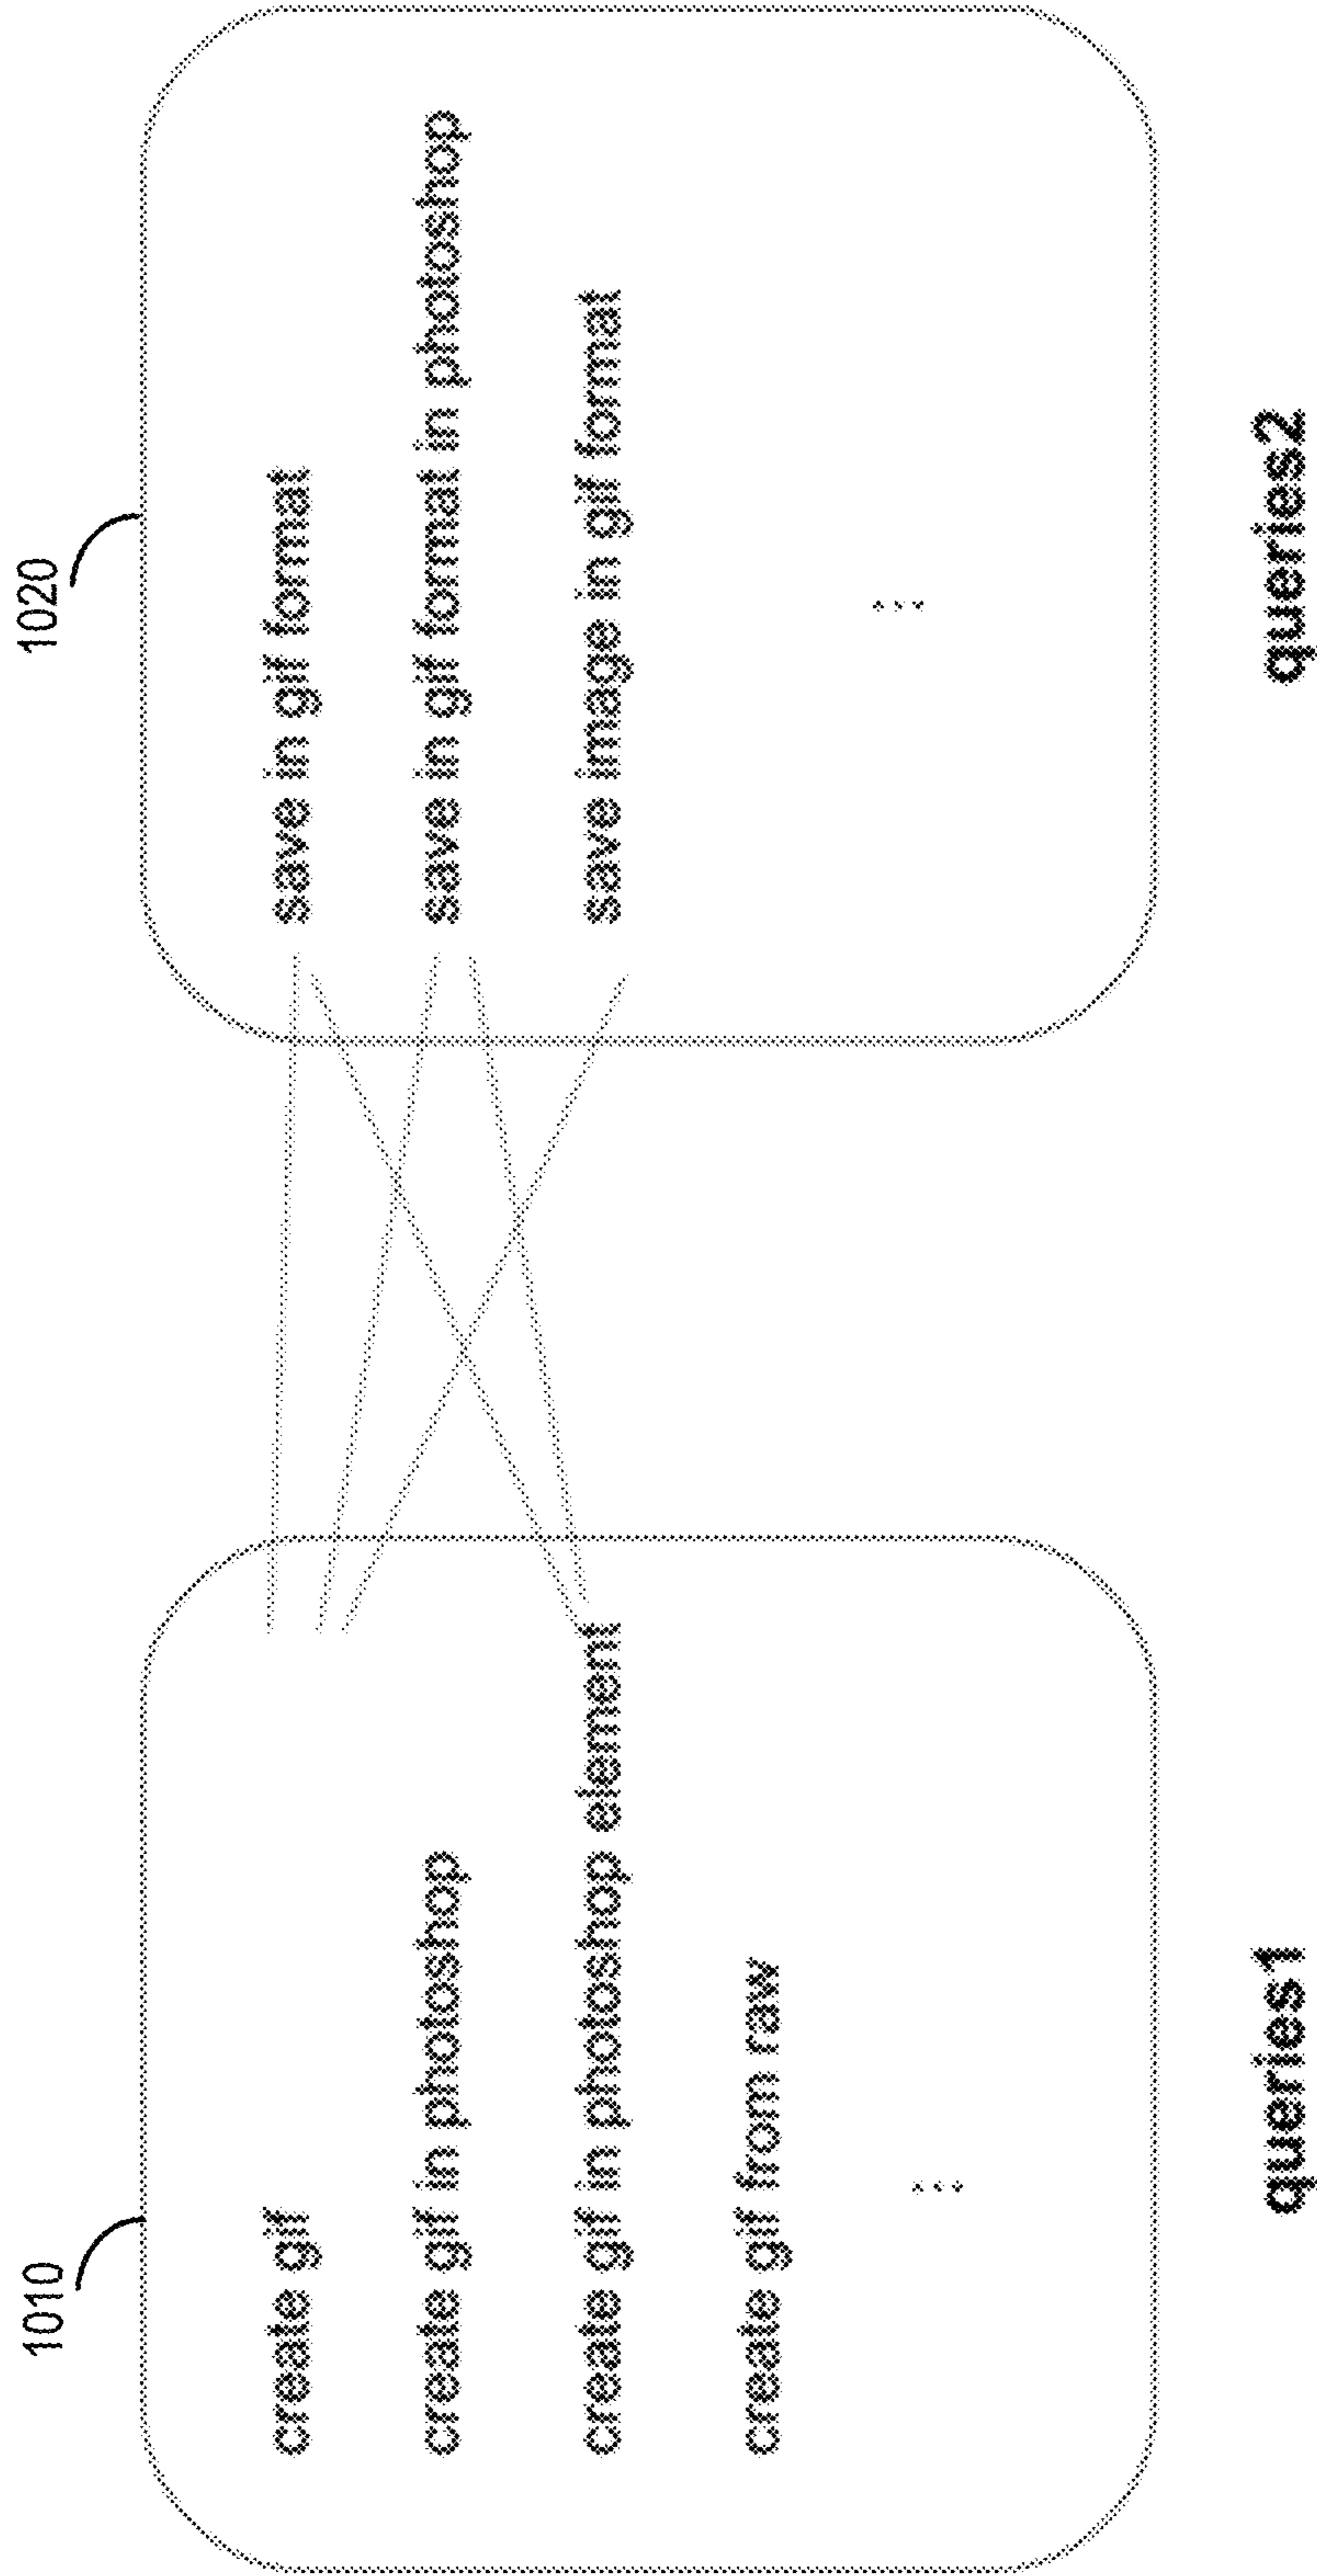 1010
create gif
create gif in photoshop
create gif in photoshop element
create gif from raw
...
queries1
1020
save in gif format
save in gif format in photoshop
save image in gif format
...
queries2